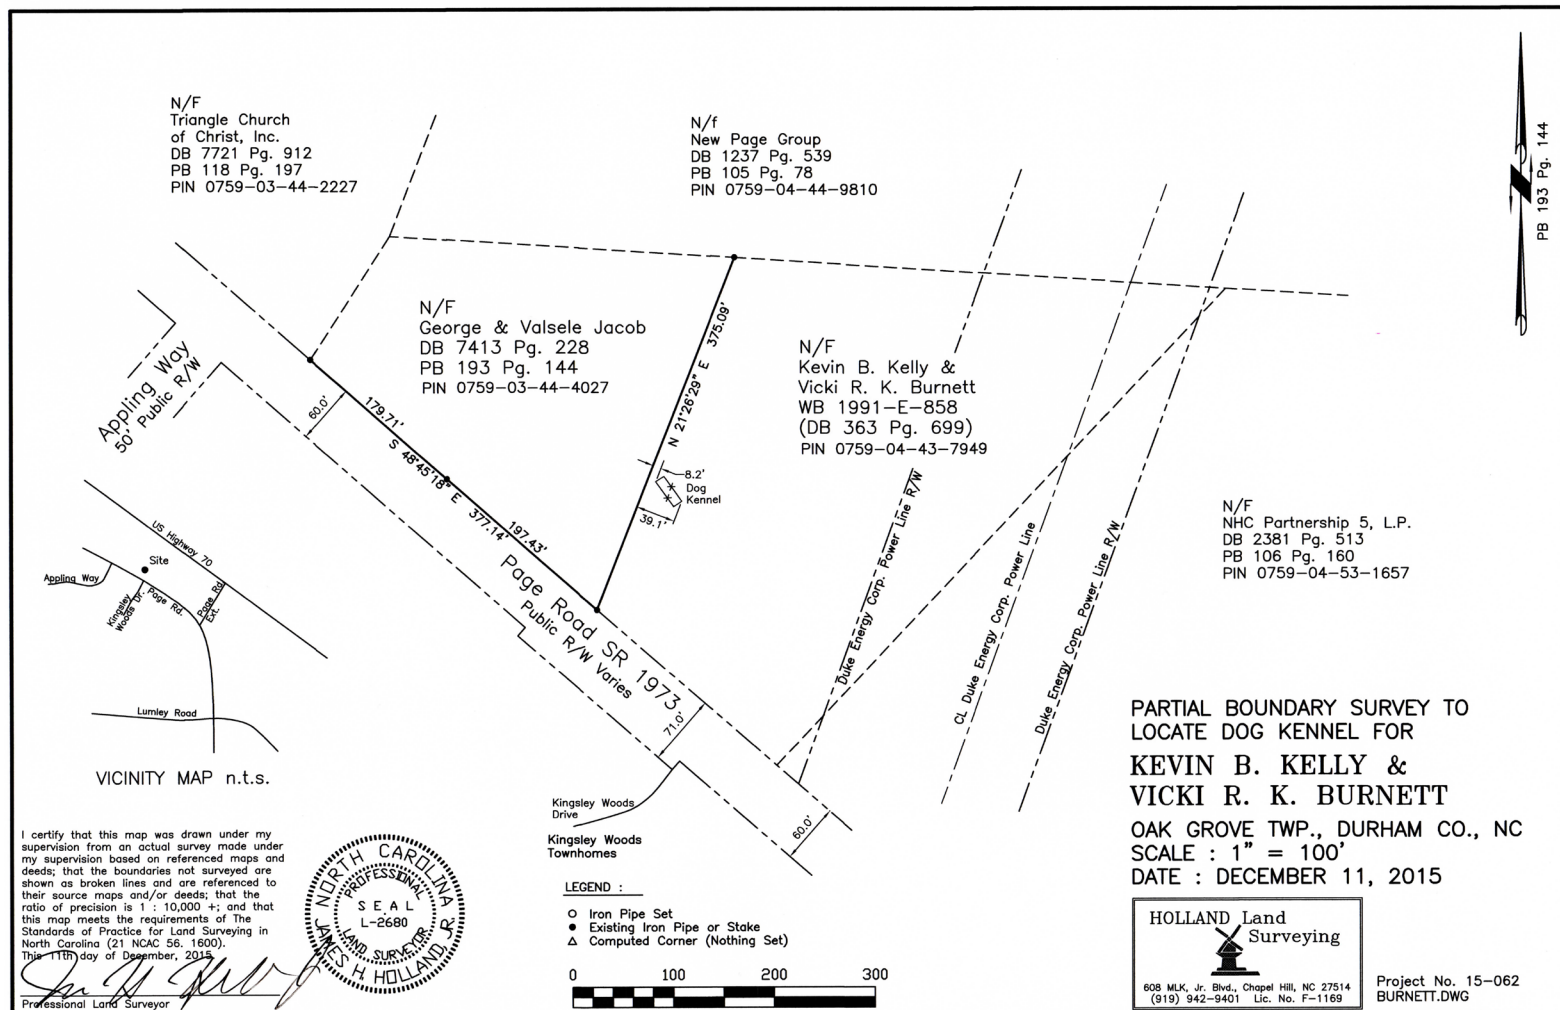 N/F
Triangle Church
of Christ, Inc.
DB 7721 Pg. 912
PB 118 Pg. 197
PIN 0759-03-44-2227
N/f
New Page Group
DB 1237 Pg. 539
PB 105 Pg. 78
PIN 0759-04-44-9810
PB 193 Pg. 144
N/F
George & Valsele Jacob
DB 7413 Pg. 228
PB 193 Pg. 144
PIN 0759-03-44-4027
N/F
Kevin B. Kelly &
Vicki R. K. Burnett
WB 1991-E-858
(DB 363 Pg. 699)
PIN 0759-04-43-7949
N/F
NHC Partnership 5, L.P.
DB 2381 Pg. 513
PB 106 Pg. 160
PIN 0759-04-53-1657
N 21°26'29" E 375.09'
Appling Way
50' Public R/W
60.0'
179.71'
S 48°45'18" E 377.14'
197.43'
8.2'
Dog
Kennel
39.1'
Page Road SR 1973
Public R/W Varies
71.0'
60.0'
Duke Energy Corp. Power Line R/W
CL Duke Energy Corp. Power Line
Duke Energy Corp. Power Line R/W
US Highway 70
Site
Appling Way
Kingsley
Woods Dr.
Page Rd.
Page Rd.
Ext.
Lumley Road
VICINITY MAP n.t.s.
Kingsley Woods
Drive
Kingsley Woods
Townhomes
I certify that this map was drawn under my
supervision from an actual survey made under
my supervision based on referenced maps and
deeds; that the boundaries not surveyed are
shown as broken lines and are referenced to
their source maps and/or deeds; that the
ratio of precision is 1 : 10,000 +; and that
this map meets the requirements of The
Standards of Practice for Land Surveying in
North Carolina (21 NCAC 56. 1600).
This 11th day of December, 2015
Professional Land Surveyor
NORTH CAROLINA
PROFESSIONAL
SEAL
L-2680
LAND SURVEYOR
JAMES H. HOLLAND, JR.
LEGEND :
Iron Pipe Set
Existing Iron Pipe or Stake
Computed Corner (Nothing Set)
0 100 200 300
PARTIAL BOUNDARY SURVEY TO
LOCATE DOG KENNEL FOR
KEVIN B. KELLY &
VICKI R. K. BURNETT
OAK GROVE TWP., DURHAM CO., NC
SCALE : 1" = 100'
DATE : DECEMBER 11, 2015
HOLLAND Land
Surveying
608 MLK, Jr. Blvd., Chapel Hill, NC 27514
(919) 942-9401 Lic. No. F-1169
Project No. 15-062
BURNETT.DWG